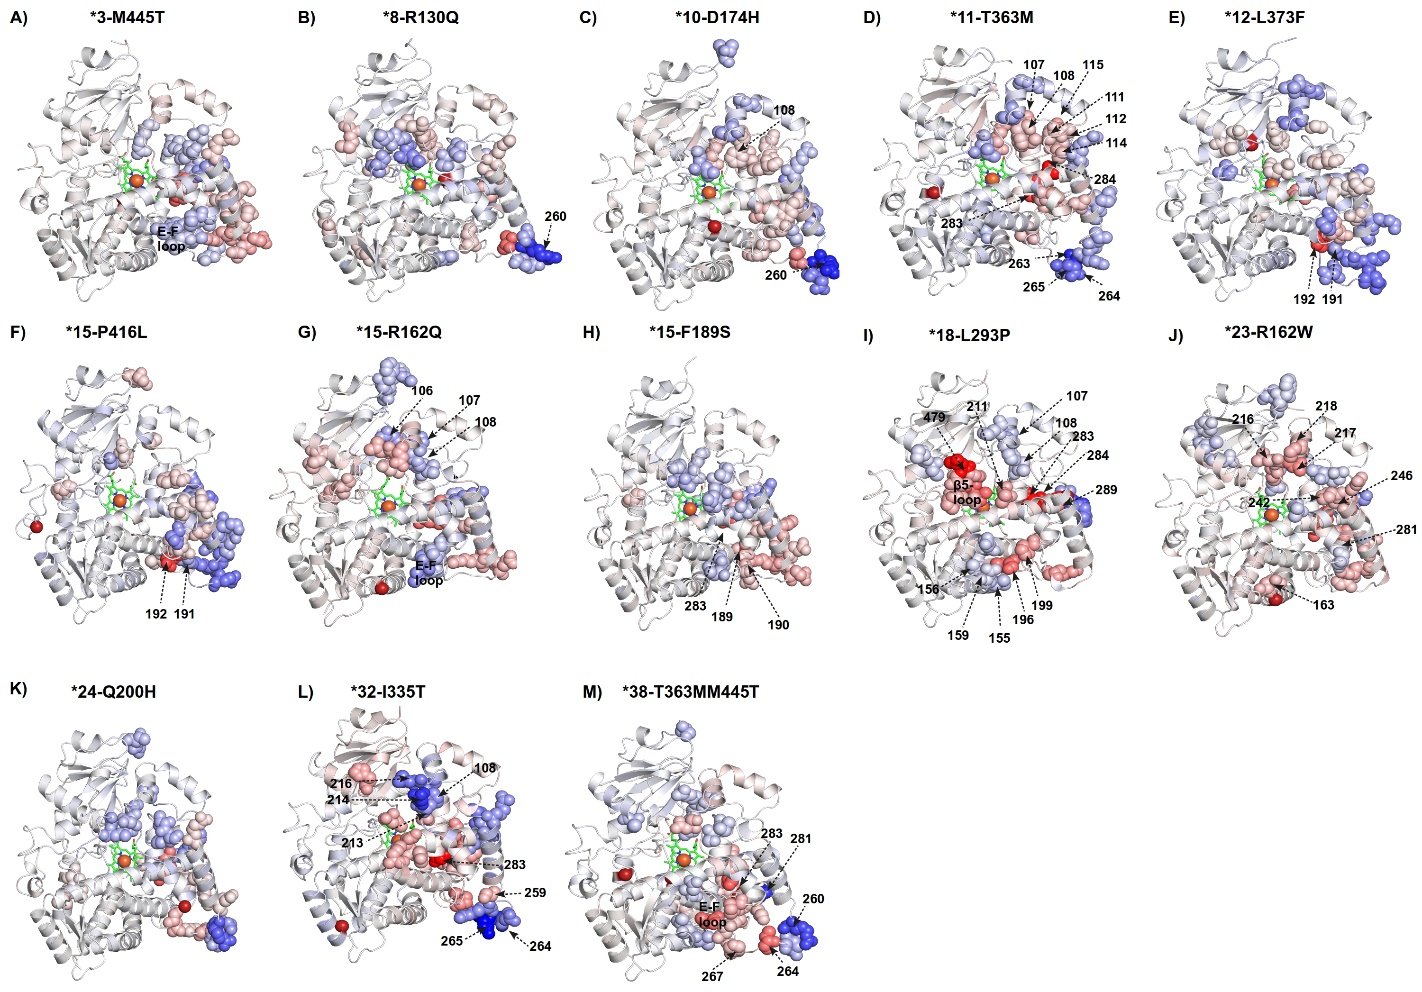 A) *3-M445T
B) *8-R130Q
C) *10-D174H
D) *11-T363M
E) *12-L373F
E-F
loop
260
108
260
107
108
115
111
112
114
284
283
263
265
264
192
191
F) *15-P416L
G) *15-R162Q
H) *15-F189S
I) *18-L293P
J) *23-R162W
192
191
106
107
108
E-F
loop
283
189
190
479
211
107
108
283
284
289
β5-
loop
156
159
155
196
199
216
218
217
246
242
281
163
K) *24-Q200H
L) *32-I335T
M) *38-T363MM445T
216
214
108
213
283
259
265
264
283
281
260
E-F
loop
267
264